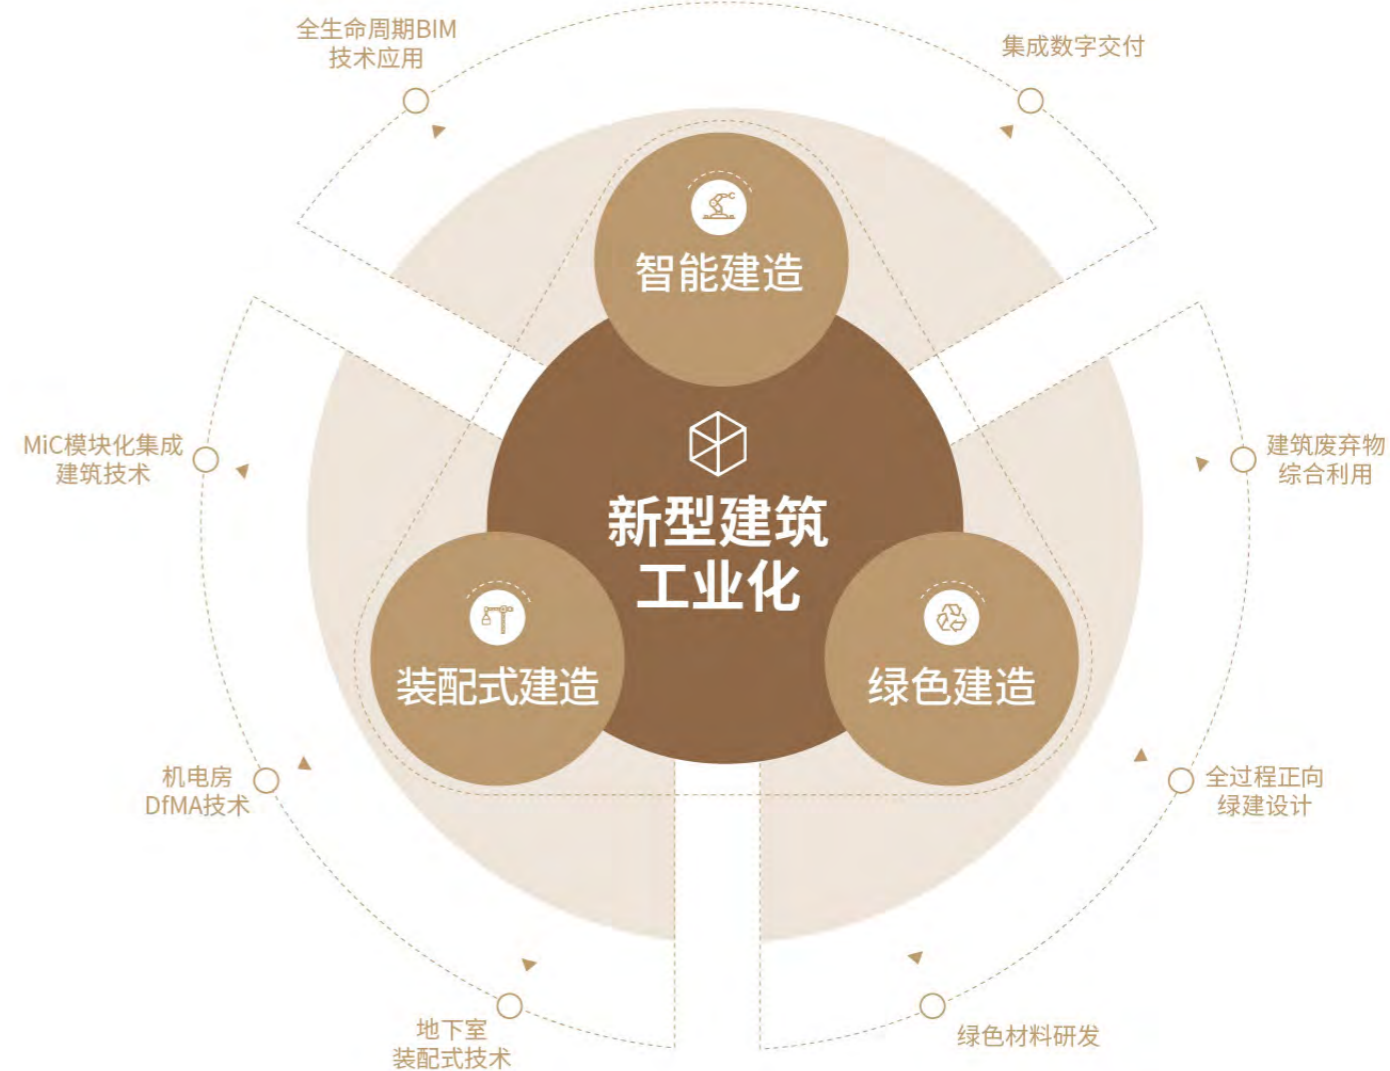 全生命周期BIM
技术应用
集成数字交付
智能建造
MiC模块化集成
建筑技术
建筑废弃物
综合利用
新型建筑
工业化
装配式建造
绿色建造
机电房
DfMA技术
全过程正向
绿建设计
地下室
装配式技术
绿色材料研发